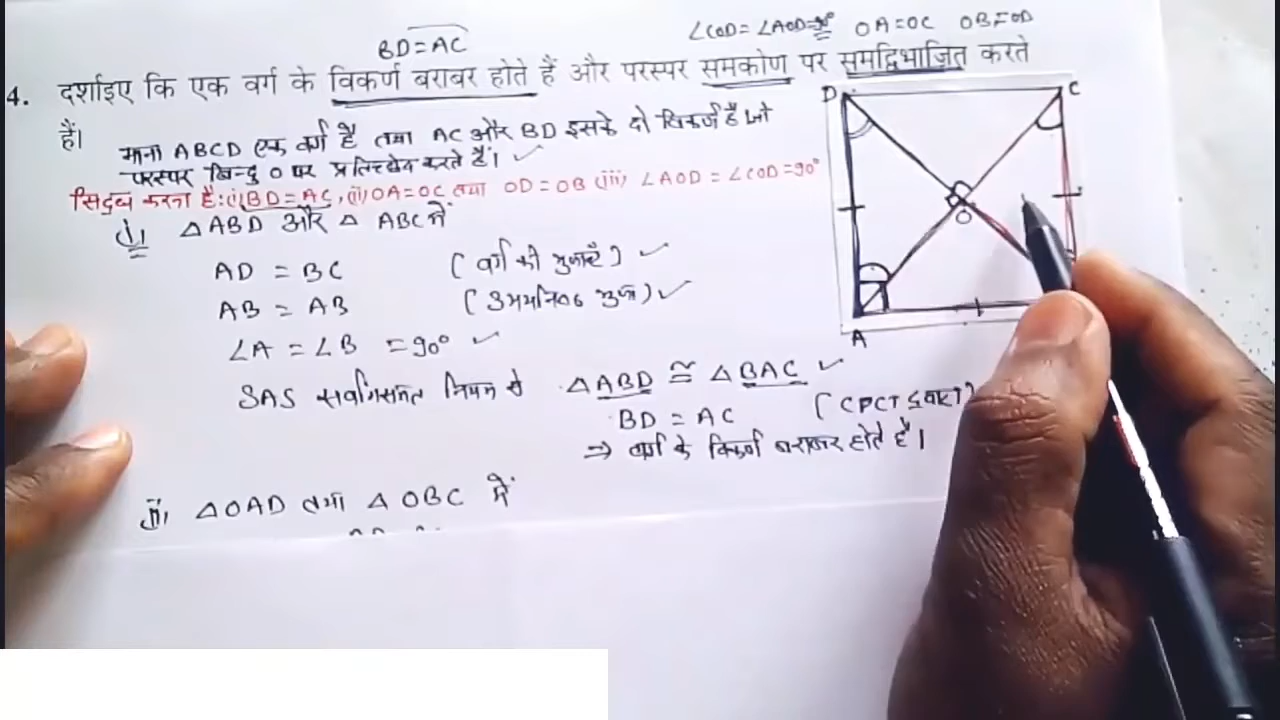 BD=AC ∠COD=∠AOD=90° OA=OC OB=OD
4. दर्शाइए कि एक वर्ग के विकर्ण बराबर होते हैं और परस्पर समकोण पर समद्विभाजित करते
हैं।
माना ABCD एक वर्ग है तथा AC और BD इसके दो विकर्ण हैं जो
परस्पर बिन्दु O पर प्रतिच्छेद करते हैं। ✓
सिद्ध करना है: (i) BD=AC, (ii) OA=OC तथा OD=OB (iii) ∠AOD=∠COD=90°
(i) △ABD और △ ABC में
AD = BC (वर्ग की भुजाएँ) ✓
AB = AB (उभयनिष्ठ भुजा) ✓
∠A = ∠B = 90° ✓
SAS सर्वांगसमता नियम से △ABD ≅ △BAC ✓
BD = AC (CPCT द्वारा)
⇒ वर्ग के विकर्ण बराबर होते हैं।
(ii) △OAD तथा △OBC में
D C
O
A